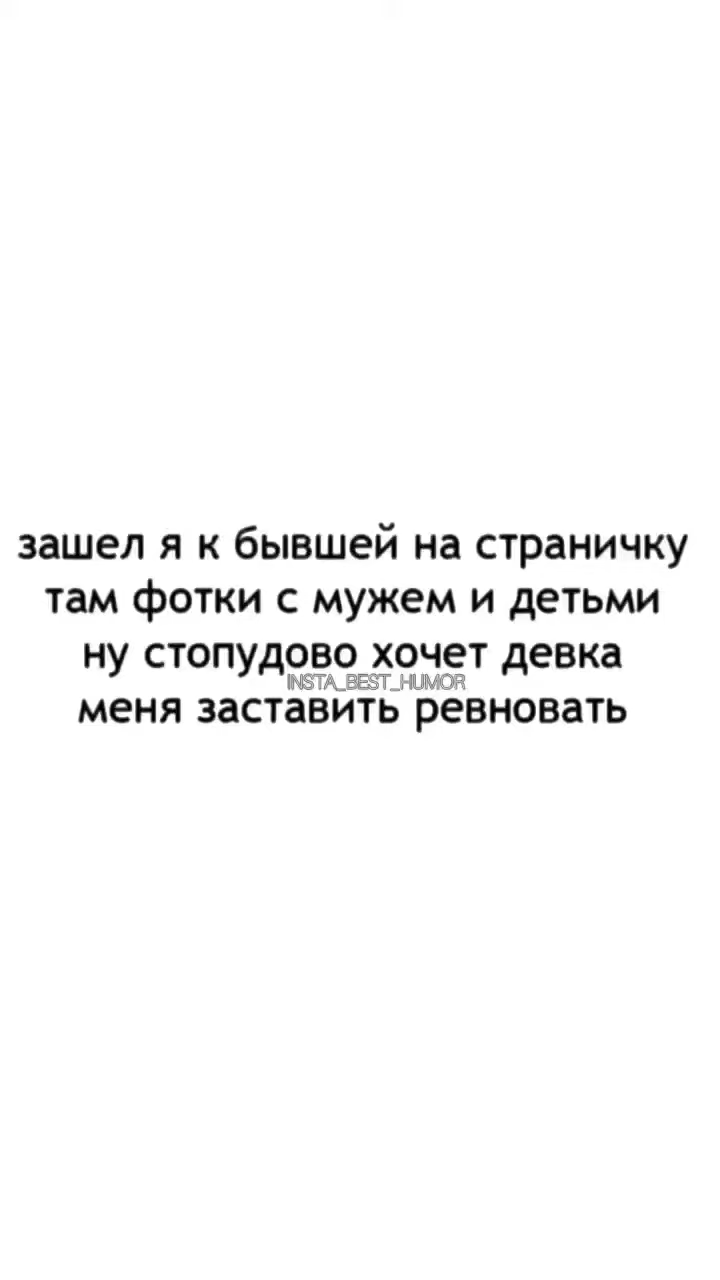 зашел я к бывшей на страничку
там фотки с мужем и детьми
ну стопудово хочет девка
INSTA_BEST_HUMOR
меня заставить ревновать